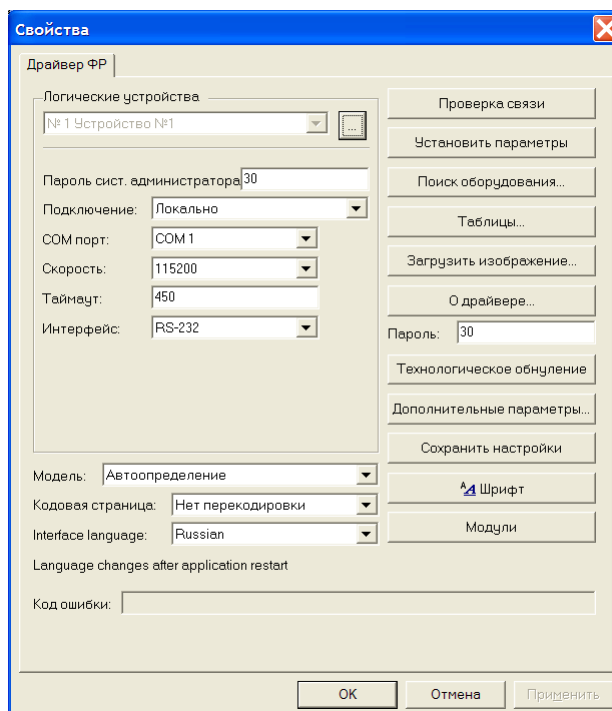 Свойства
Драйвер ФР
Логические устройства
№ 1 Устройство №1
...
Пароль сист. администратора
30
Подключение:
Локально
COM порт:
COM 1
Скорость:
115200
Таймаут:
450
Интерфейс:
RS-232
Модель:
Автоопределение
Кодовая страница:
Нет перекодировки
Interface language:
Russian
Language changes after application restart
Код ошибки:
Проверка связи
Установить параметры
Поиск оборудования...
Таблицы...
Загрузить изображение...
О драйвере...
Пароль:
30
Технологическое обнуление
Дополнительные параметры...
Сохранить настройки
AA Шрифт
Модули
OK
Отмена
Применить